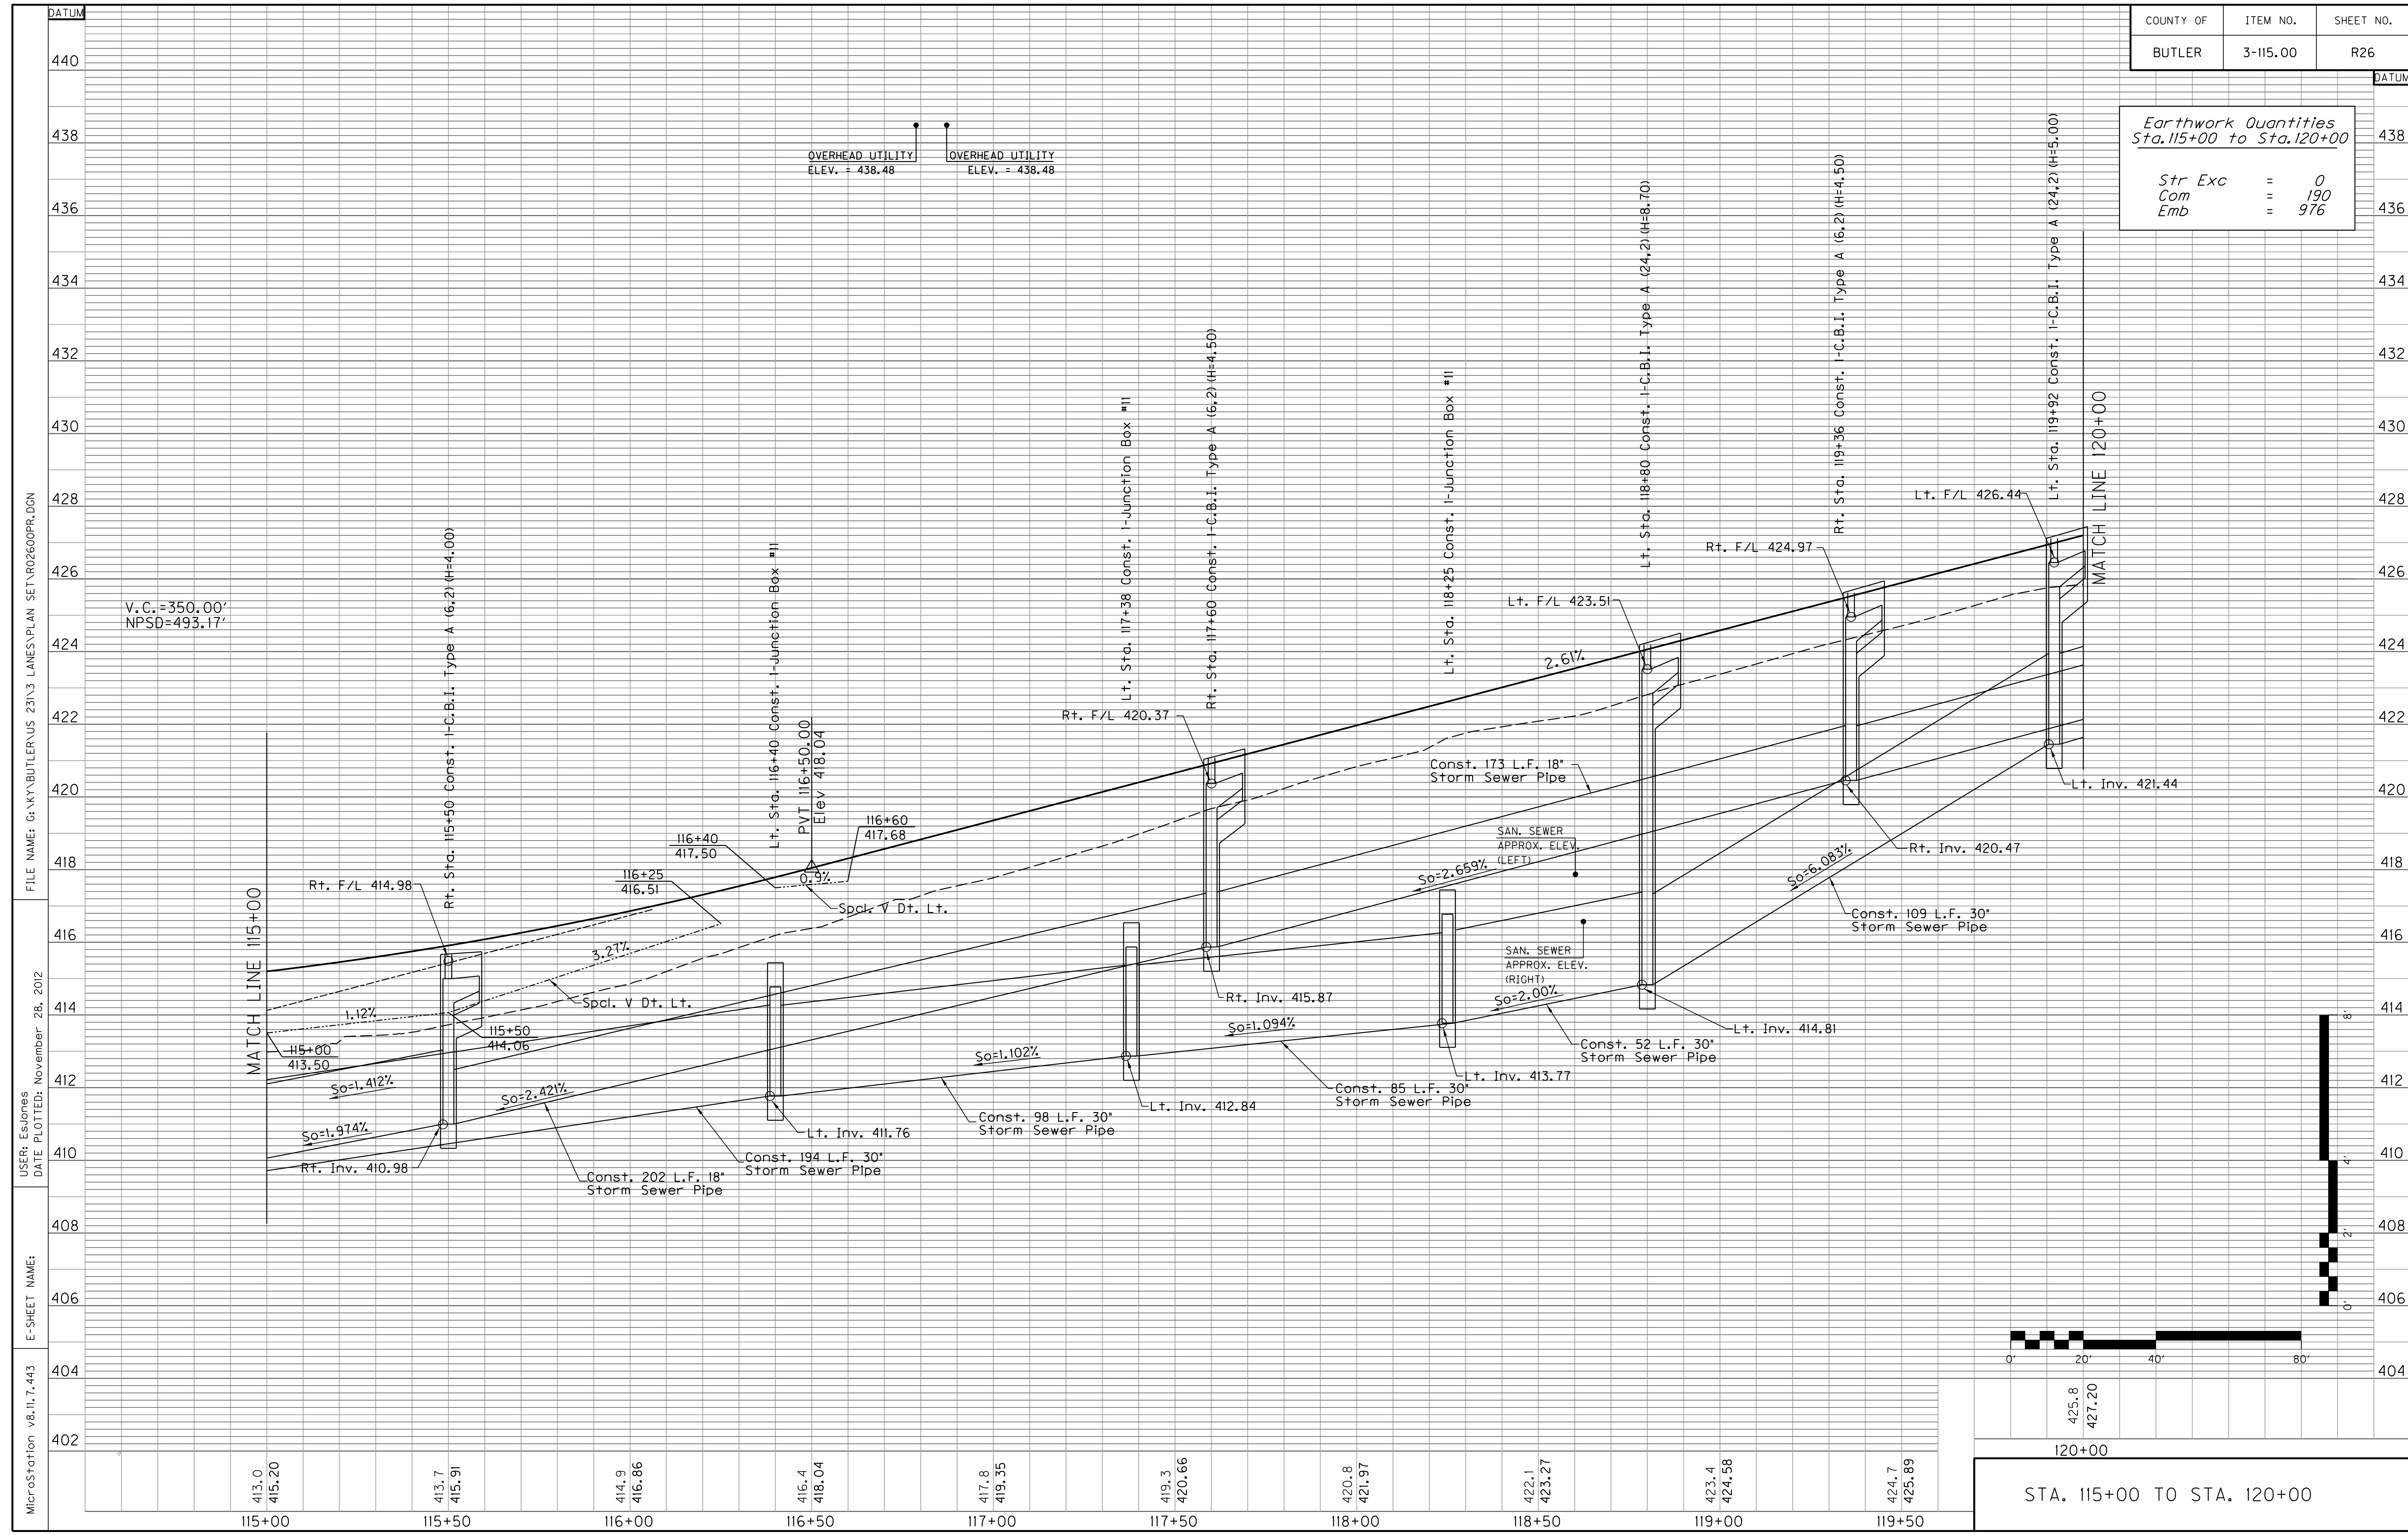 DATUM
COUNTY OF
ITEM NO.
SHEET NO.
BUTLER
3-115.00
R26
DATUM
440
438
436
434
432
430
428
426
424
422
420
418
416
414
412
410
408
406
404
402
438
436
434
432
430
428
426
424
422
420
418
416
414
412
410
408
406
404
Earthwork Quantities
Sta.115+00 to Sta.120+00
Str Exc = 0
Com = 190
Emb = 976
OVERHEAD UTILITY
ELEV. = 438.48
OVERHEAD UTILITY
ELEV. = 438.48
V.C.=350.00'
NPSD=493.17'
MATCH LINE 115+00
Rt. Sta. 115+50 Const. 1-C.B.I. Type A (6,2) (H=4.00)
Lt. Sta. 116+40 Const. 1-Junction Box #11
PVT 116+50.00
Elev 418.04
Lt. Sta. 117+38 Const. 1-Junction Box #11
Rt. Sta. 117+60 Const. 1-C.B.I. Type A (6,2) (H=4.50)
Lt. Sta. 118+25 Const. 1-Junction Box #11
Lt. Sta. 118+80 Const. 1-C.B.I. Type A (24,2) (H=8.70)
Rt. Sta. 119+36 Const. 1-C.B.I. Type A (6,2) (H=4.50)
Lt. Sta. 119+92 Const. 1-C.B.I. Type A (24,2) (H=5.00)
MATCH LINE 120+00
Lt. F/L 426.44
Rt. F/L 424.97
Lt. F/L 423.51
2.61%
Rt. F/L 420.37
Const. 173 L.F. 18"
Storm Sewer Pipe
Lt. Inv. 421.44
116+60
417.68
116+40
417.50
SAN. SEWER
APPROX. ELEV.
(LEFT)
Rt. Inv. 420.47
0.9%
116+25
416.51
Rt. F/L 414.98
So=2.659%
So=6.083%
Spcl. V Dt. Lt.
Const. 109 L.F. 30"
Storm Sewer Pipe
3.27%
SAN. SEWER
APPROX. ELEV.
(RIGHT)
Spcl. V Dt. Lt.
Rt. Inv. 415.87
So=2.00%
1.12%
115+50
414.06
So=1.094%
Lt. Inv. 414.81
115+00
413.50
Const. 52 L.F. 30"
Storm Sewer Pipe
So=1.102%
Lt. Inv. 413.77
So=1.412%
Const. 85 L.F. 30"
Storm Sewer Pipe
So=2.421%
Lt. Inv. 412.84
Const. 98 L.F. 30"
Storm Sewer Pipe
So=1.974%
Lt. Inv. 411.76
Const. 194 L.F. 30"
Storm Sewer Pipe
Rt. Inv. 410.98
Const. 202 L.F. 18"
Storm Sewer Pipe
8'
4'
2'
0'
0' 20' 40' 80'
413.0
415.20
413.7
415.91
414.9
416.86
416.4
418.04
417.8
419.35
419.3
420.66
420.8
421.97
422.1
423.27
423.4
424.58
424.7
425.89
425.8
427.20
115+00 115+50 116+00 116+50 117+00 117+50 118+00 118+50 119+00 119+50
120+00
STA. 115+00 TO STA. 120+00
FILE NAME: G:\KY\BUTLER\US 231\3 LANES\PLAN SET\R02600PR.DGN
USER: EsJones
DATE PLOTTED: November 28, 2012
E-SHEET NAME:
MicroStation v8.11.7.443